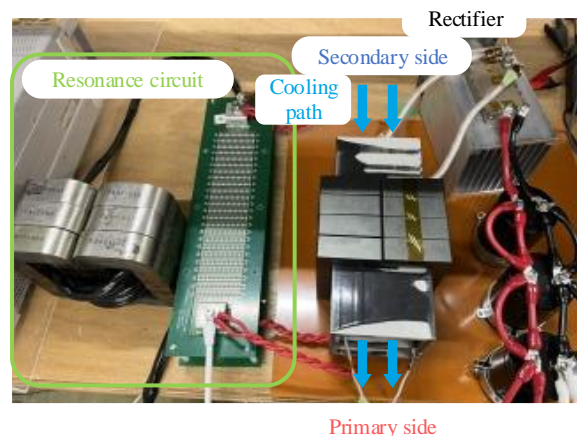 Rectifier
Secondary side
Resonance circuit
Cooling
path
Primary side